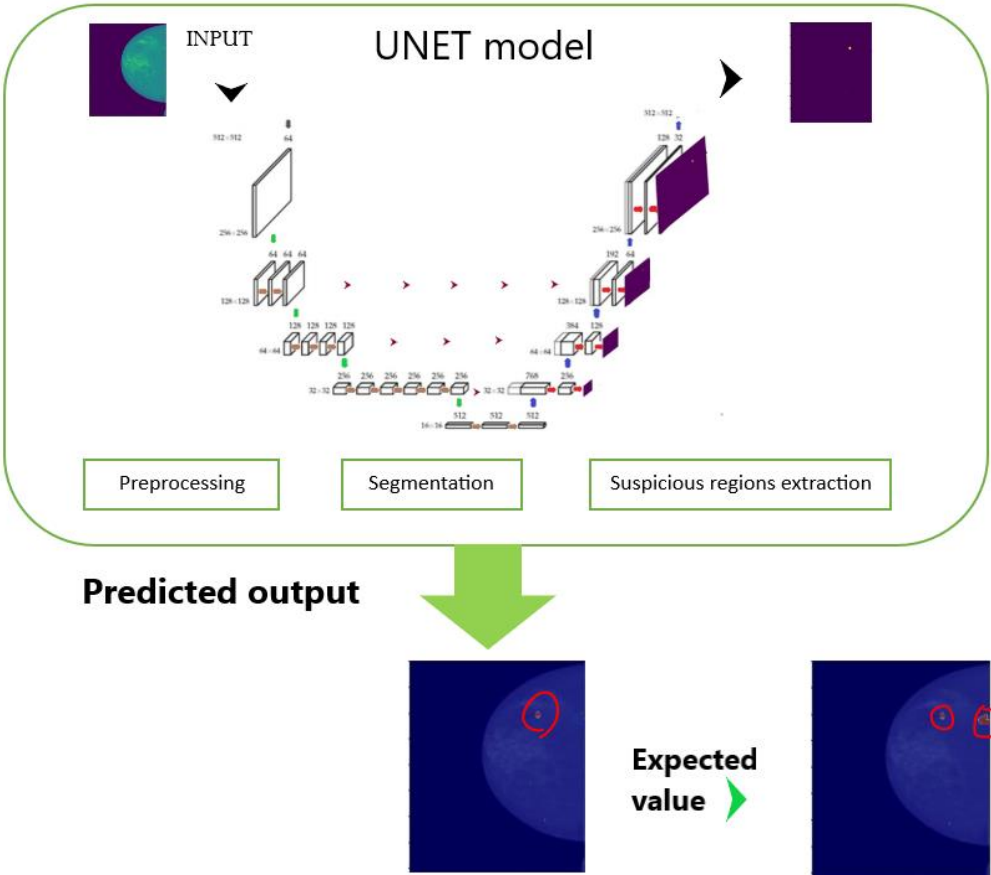 INPUT
UNET model
512×512
64
512×512
128 32
256×256
256×256
64 64 64
192 64
128×128
128×128
128 128 128 128
384 128
64×64
64×64
256 256 256 256 256 256
768 256
32×32
32×32
512 512 512
16×16
Preprocessing
Segmentation
Suspicious regions extraction
Predicted output
Expected
value